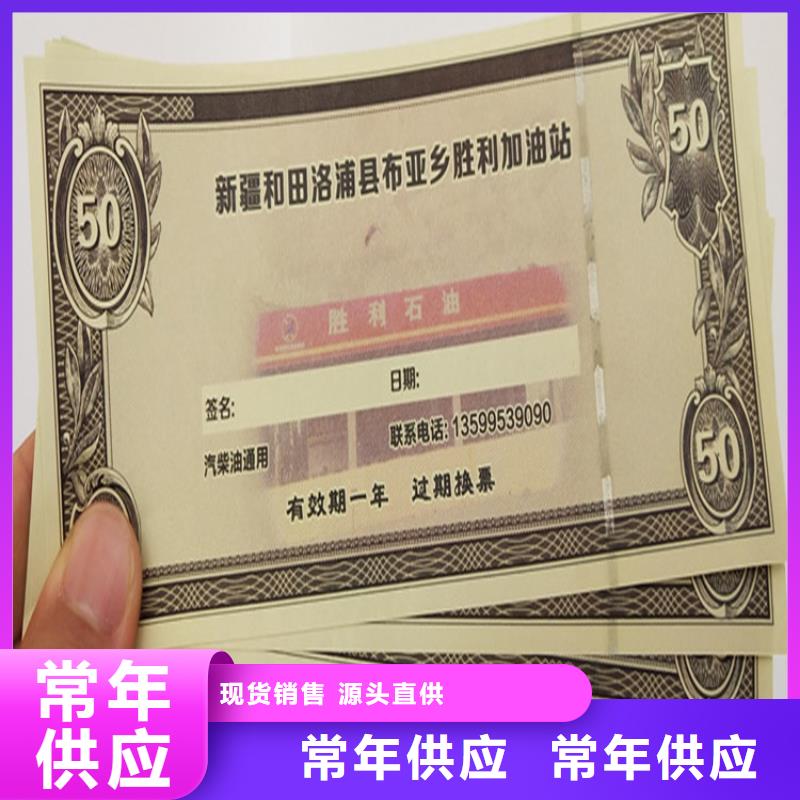 50
50
新疆和田洛浦县布亚乡胜利加油站
胜利石油
签名:
日期:
汽柴油通用
联系电话: 13599539090
50
有效期一年 过期换票
50
常年
供应
现货销售 源头直供
常年供应 常年供应